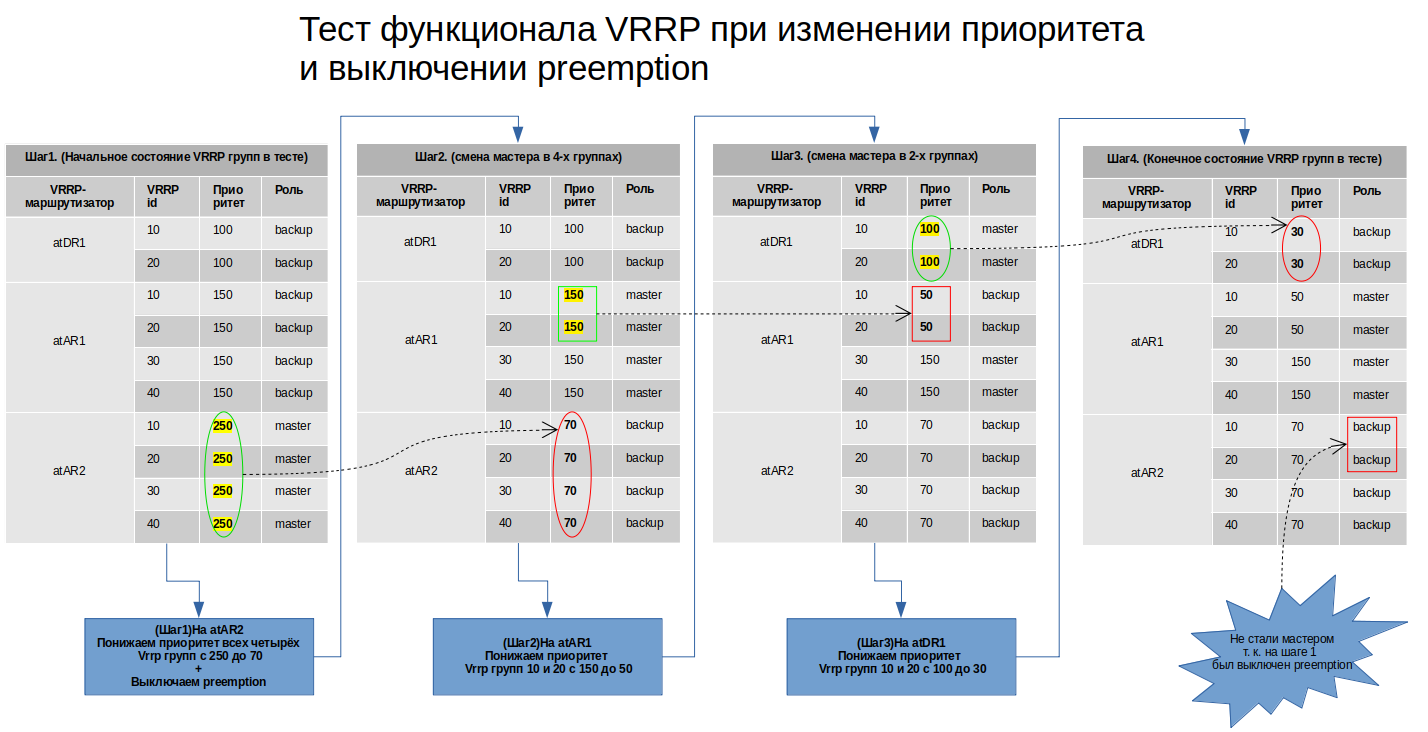 Тест функционала VRRP при изменении приоритета
и выключении preemption
Шаг1. (Начальное состояние VRRP групп в тесте)
VRRP-
маршрутизатор
VRRP
id
Прио
ритет
Роль
atDR1
10 100 backup
20 100 backup
atAR1
10 150 backup
20 150 backup
30 150 backup
40 150 backup
atAR2
10 250 master
20 250 master
30 250 master
40 250 master
(Шаг1)На atAR2
Понижаем приоритет всех четырёх
Vrrp групп с 250 до 70
+
Выключаем preemption
Шаг2. (смена мастера в 4-х группах)
VRRP-
маршрутизатор
VRRP
id
Прио
ритет
Роль
atDR1
10 100 backup
20 100 backup
atAR1
10 150 master
20 150 master
30 150 master
40 150 master
atAR2
10 70 backup
20 70 backup
30 70 backup
40 70 backup
(Шаг2)На atAR1
Понижаем приоритет
Vrrp групп 10 и 20 с 150 до 50
Шаг3. (смена мастера в 2-х группах)
VRRP-
маршрутизатор
VRRP
id
Прио
ритет
Роль
atDR1
10 100 master
20 100 master
atAR1
10 50 backup
20 50 backup
30 150 master
40 150 master
atAR2
10 70 backup
20 70 backup
30 70 backup
40 70 backup
(Шаг3)На atDR1
Понижаем приоритет
Vrrp групп 10 и 20 с 100 до 30
Шаг4. (Конечное состояние VRRP групп в тесте)
VRRP-
маршрутизатор
VRRP
id
Прио
ритет
Роль
atDR1
10 30 backup
20 30 backup
atAR1
10 50 master
20 50 master
30 150 master
40 150 master
atAR2
10 70 backup
20 70 backup
30 70 backup
40 70 backup
Не стали мастером
т. к. на шаге 1
был выключен preemption